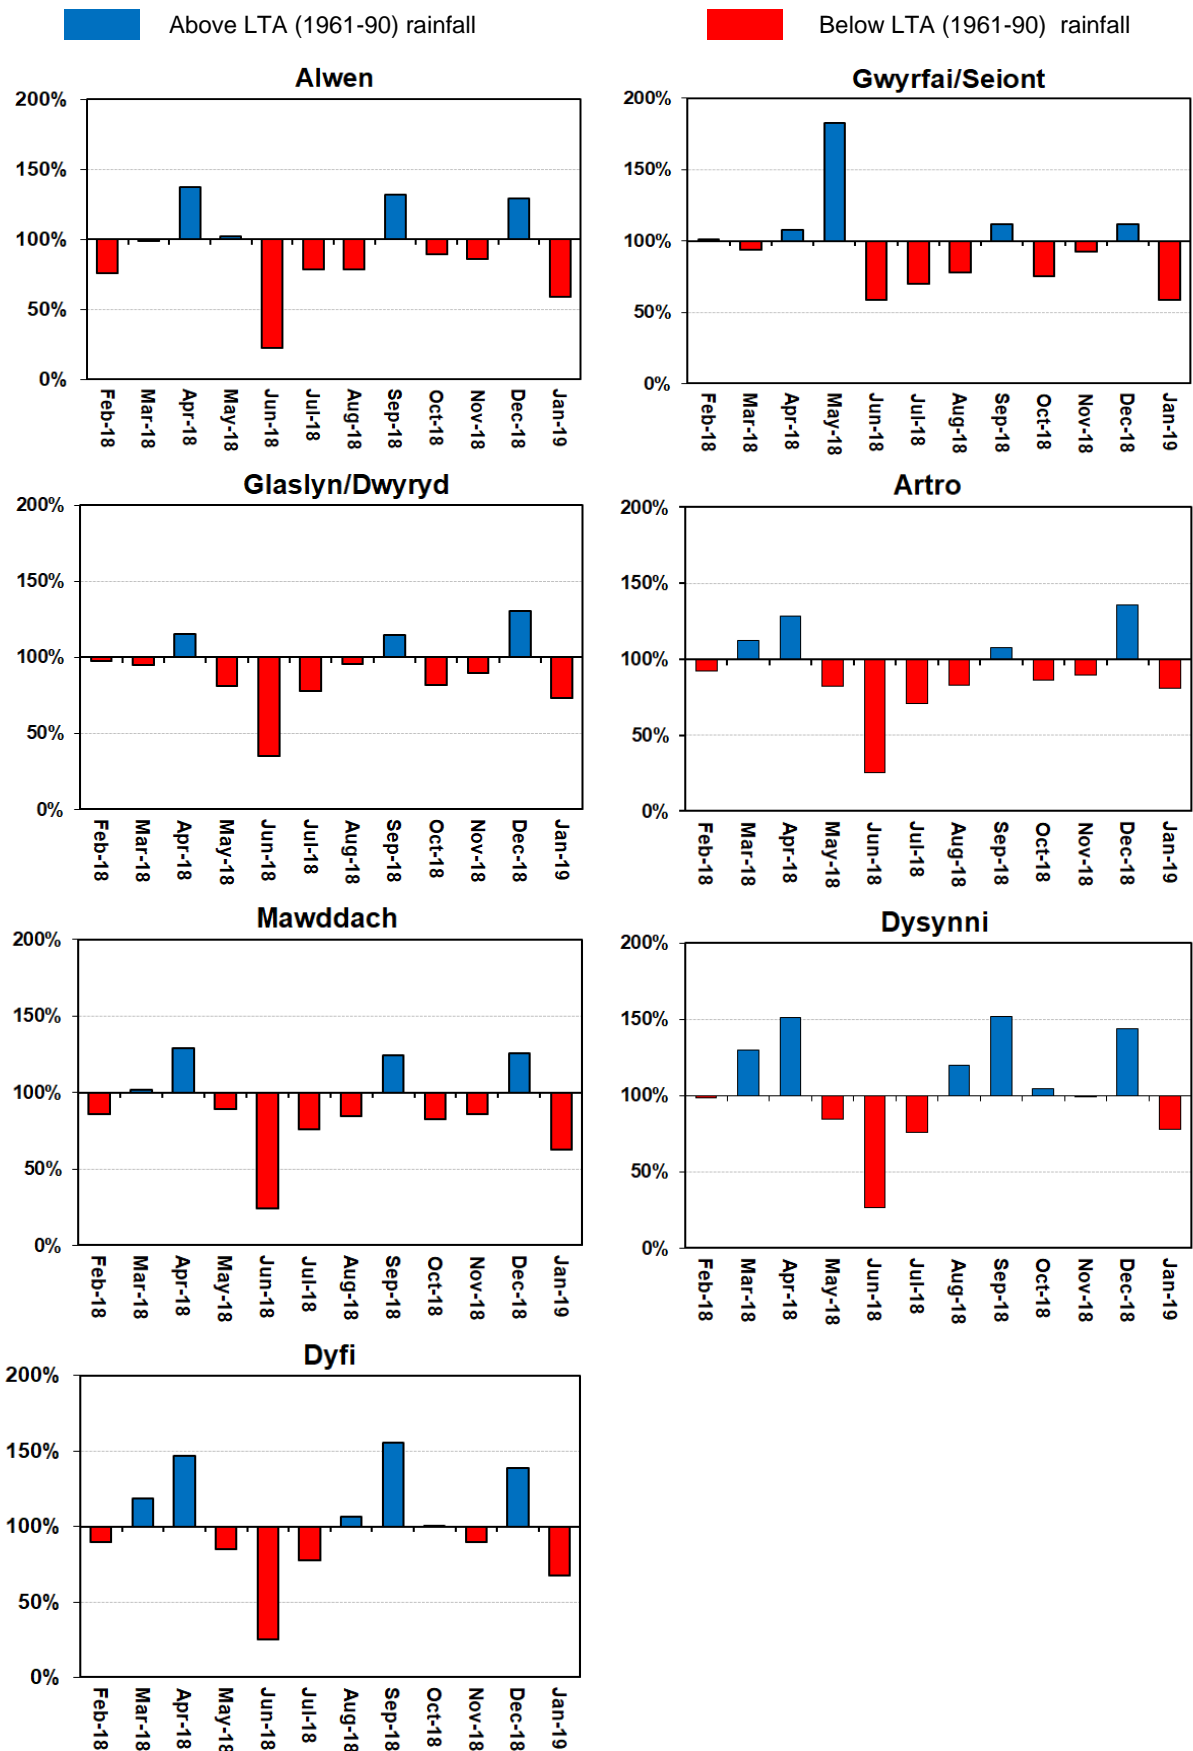 Above LTA (1961-90) rainfall
Below LTA (1961-90) rainfall
Alwen
200%
150%
100%
50%
0%
Feb-18
Mar-18
Apr-18
May-18
Jun-18
Jul-18
Aug-18
Sep-18
Oct-18
Nov-18
Dec-18
Jan-19
Gwyrfai/Seiont
200%
150%
100%
50%
0%
Feb-18
Mar-18
Apr-18
May-18
Jun-18
Jul-18
Aug-18
Sep-18
Oct-18
Nov-18
Dec-18
Jan-19
Glaslyn/Dwyryd
200%
150%
100%
50%
0%
Feb-18
Mar-18
Apr-18
May-18
Jun-18
Jul-18
Aug-18
Sep-18
Oct-18
Nov-18
Dec-18
Jan-19
Artro
200%
150%
100%
50%
0%
Feb-18
Mar-18
Apr-18
May-18
Jun-18
Jul-18
Aug-18
Sep-18
Oct-18
Nov-18
Dec-18
Jan-19
Mawddach
200%
150%
100%
50%
0%
Feb-18
Mar-18
Apr-18
May-18
Jun-18
Jul-18
Aug-18
Sep-18
Oct-18
Nov-18
Dec-18
Jan-19
Dysynni
200%
150%
100%
50%
0%
Feb-18
Mar-18
Apr-18
May-18
Jun-18
Jul-18
Aug-18
Sep-18
Oct-18
Nov-18
Dec-18
Jan-19
Dyfi
200%
150%
100%
50%
0%
Feb-18
Mar-18
Apr-18
May-18
Jun-18
Jul-18
Aug-18
Sep-18
Oct-18
Nov-18
Dec-18
Jan-19